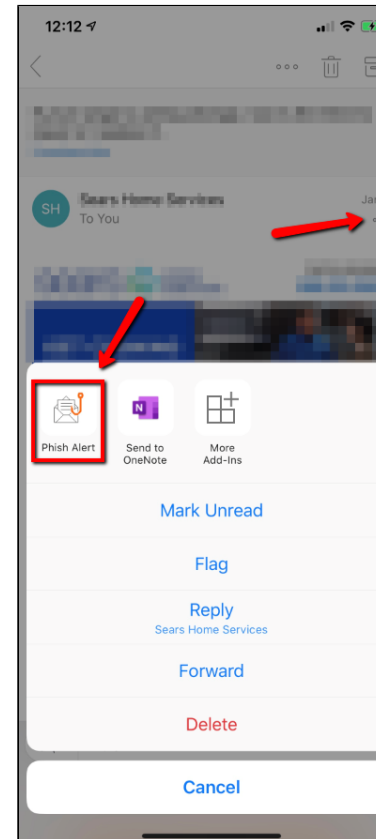 12:12
SH
Sears Home Services
To You
Phish Alert
Send to
OneNote
More
Add-Ins
Mark Unread
Flag
Reply
Sears Home Services
Forward
Delete
Cancel